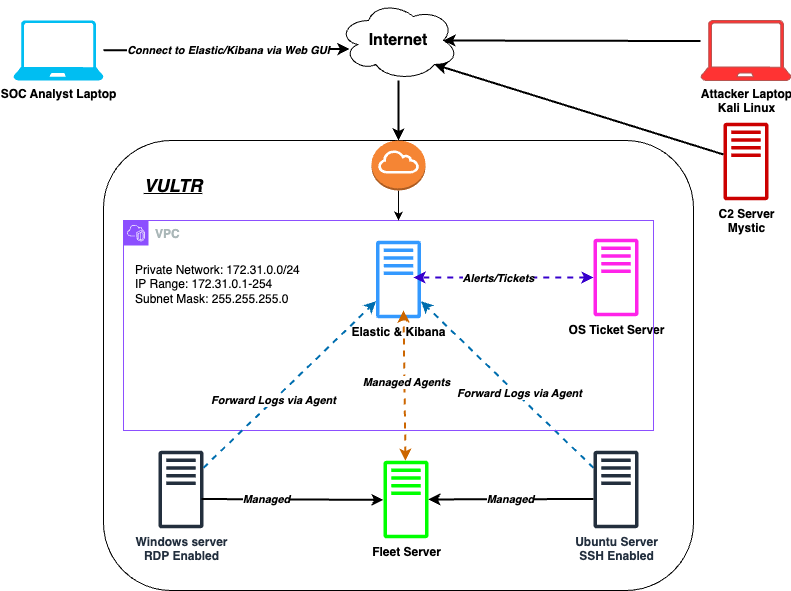 Internet
Connect to Elastic/Kibana via Web GUI
SOC Analyst Laptop
Attacker Laptop
Kali Linux
C2 Server
Mystic
VULTR
VPC
Private Network: 172.31.0.0/24
IP Range: 172.31.0.1-254
Subnet Mask: 255.255.255.0
Alerts/Tickets
Elastic & Kibana
OS Ticket Server
Managed Agents
Forward Logs via Agent
Forward Logs via Agent
Managed
Managed
Windows server
RDP Enabled
Fleet Server
Ubuntu Server
SSH Enabled